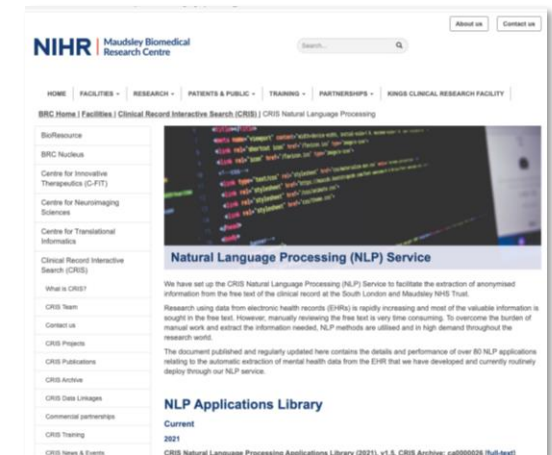 About us
Contact us
NIHR | Maudsley Biomedical
Research Centre
Search...
HOME
FACILITIES
RESEARCH
PATIENTS & PUBLIC
TRAINING
PARTNERSHIPS
KINGS CLINICAL RESEARCH FACILITY
BRC Home | Facilities | Clinical Record Interactive Search (CRIS) | CRIS Natural Language Processing
BioResource
BRC Nucleus
Centre for Innovative
Therapeutics (C-FIT)
Centre for Neuroimaging
Sciences
Centre for Translational
Informatics
Clinical Record Interactive
Search (CRIS)
What is CRIS?
CRIS Team
Contact us
CRIS Projects
CRIS Publications
CRIS Archive
CRIS Data Linkages
Commercial partnerships
CRIS Training
CRIS News & Events
Natural Language Processing (NLP) Service
We have set up the CRIS Natural Language Processing (NLP) Service to facilitate the extraction of anonymised
information from the free text of the clinical record at the South London and Maudsley NHS Trust.
Research using data from electronic health records (EHRs) is rapidly increasing and most of the valuable information is
sought in the free text. However, manually reviewing the free text is very time consuming. To overcome the burden of
manual work and extract the information needed, NLP methods are utilised and in high demand throughout the
research world.
The document published and regularly updated here contains the details and performance of over 80 NLP applications
relating to the automatic extraction of mental health data from the EHR that we have developed and currently routinely
deploy through our NLP service.
NLP Applications Library
Current
2021
CRIS Natural Language Processing Applications Library (2021), v1.5, CRIS Archive: ca0000026 [full-text]